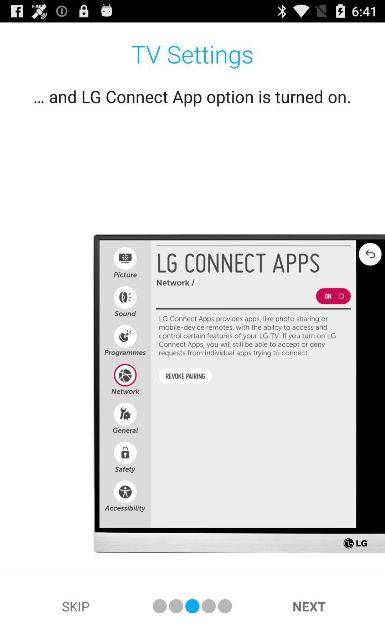 6:41
TV Settings
... and LG Connect App option is turned on.
Picture
Sound
Programmes
Network
General
Safety
Accessibility
LG CONNECT APPS
Network /
ON
LG Connect Apps provides apps, like photo sharing or
mobile-device remotes, with the ability to access and
control certain features of your LG TV. If you turn on LG
Connect Apps, you will still be able to accept or deny
requests from individual apps trying to connect.
REVOKE PAIRING
LG
SKIP
NEXT